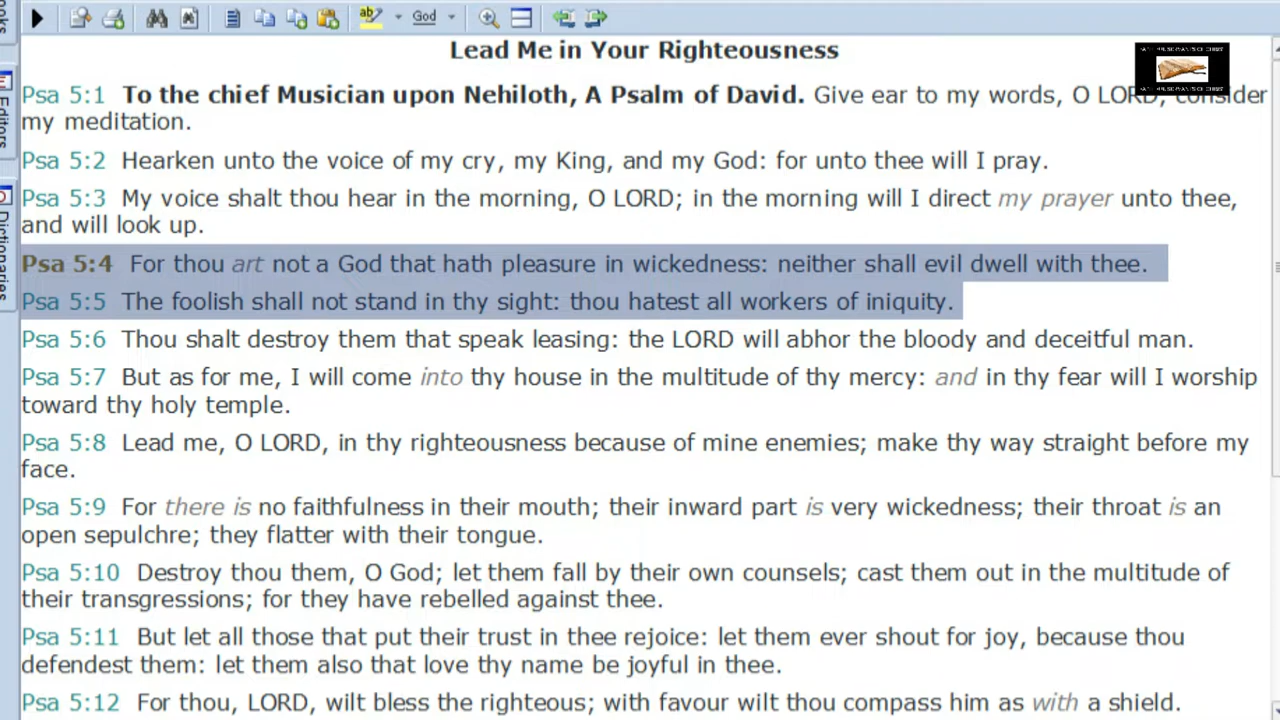 God
Lead Me in Your Righteousness
Psa 5:1 To the chief Musician upon Nehiloth, A Psalm of David. Give ear to my words, O LORD, consider
my meditation.
Psa 5:2 Hearken unto the voice of my cry, my King, and my God: for unto thee will I pray.
Psa 5:3 My voice shalt thou hear in the morning, O LORD; in the morning will I direct my prayer unto thee,
and will look up.
Psa 5:4 For thou art not a God that hath pleasure in wickedness: neither shall evil dwell with thee.
Psa 5:5 The foolish shall not stand in thy sight: thou hatest all workers of iniquity.
Psa 5:6 Thou shalt destroy them that speak leasing: the LORD will abhor the bloody and deceitful man.
Psa 5:7 But as for me, I will come into thy house in the multitude of thy mercy: and in thy fear will I worship
toward thy holy temple.
Psa 5:8 Lead me, O LORD, in thy righteousness because of mine enemies; make thy way straight before my
face.
Psa 5:9 For there is no faithfulness in their mouth; their inward part is very wickedness; their throat is an
open sepulchre; they flatter with their tongue.
Psa 5:10 Destroy thou them, O God; let them fall by their own counsels; cast them out in the multitude of
their transgressions; for they have rebelled against thee.
Psa 5:11 But let all those that put their trust in thee rejoice: let them ever shout for joy, because thou
defendest them: let them also that love thy name be joyful in thee.
Psa 5:12 For thou, LORD, wilt bless the righteous; with favour wilt thou compass him as with a shield.
Editors
Dictionaries